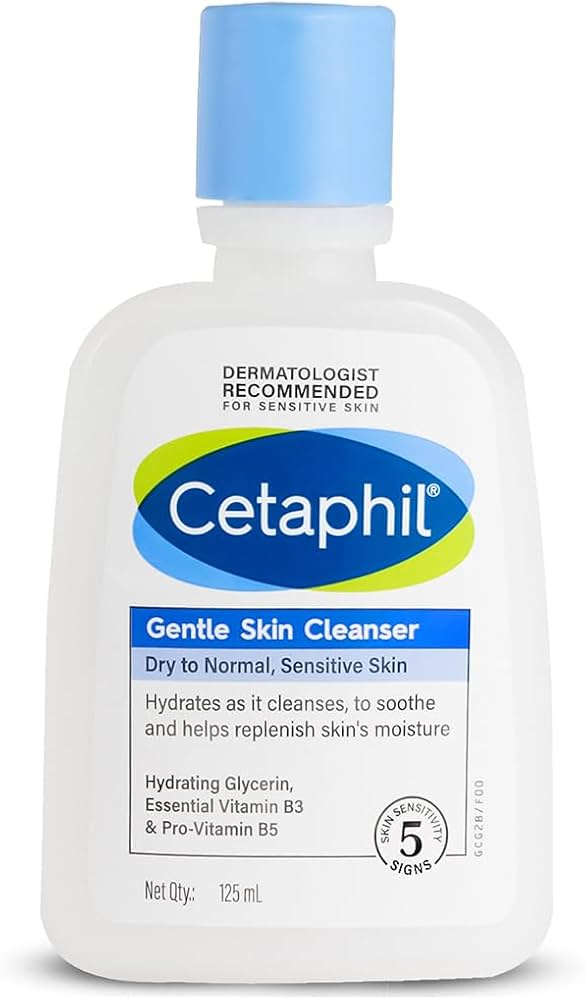 DERMATOLOGIST
RECOMMENDED
FOR SENSITIVE SKIN
Cetaphil®
Gentle Skin Cleanser
Dry to Normal, Sensitive Skin
Hydrates as it cleanses, to soothe
and helps replenish skin's moisture
Hydrating Glycerin,
Essential Vitamin B3
& Pro-Vitamin B5
SKIN SENSITIVITY
5
SIGNS
GCG2B/F00
Net Qty.: 125 mL